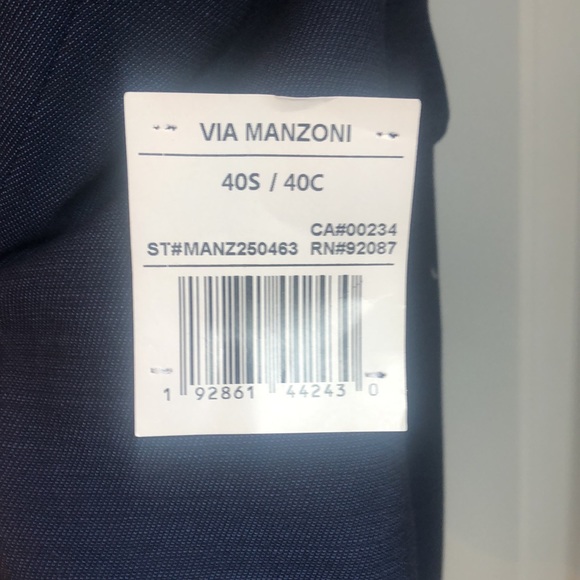 VIA MANZONI
40S / 40C
CA#00234
ST#MANZ250463 RN#92087
1 92861 44243 0